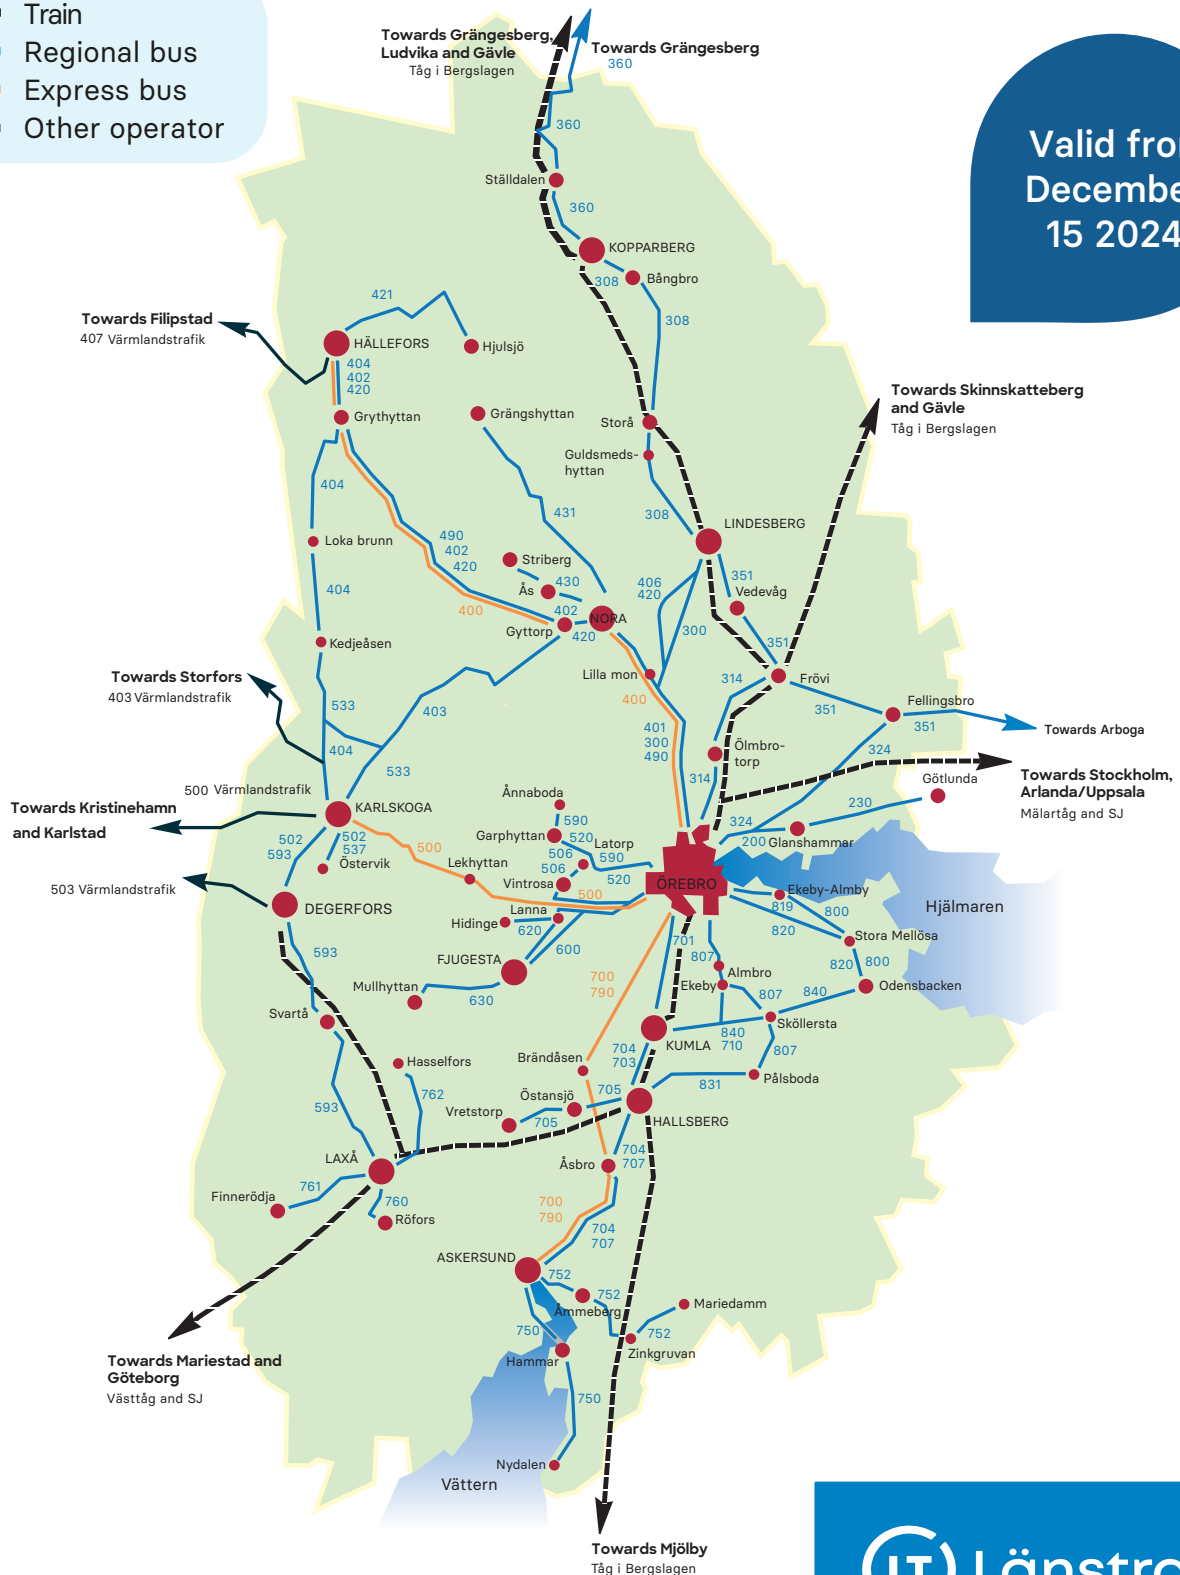 Train
Regional bus
Express bus
Other operator
Towards Grängesberg,
Ludvika and Gävle
Tåg i Bergslagen
Towards Grängesberg
360
Valid from
December
15 2024
360
Ställdalen
360
KOPPARBERG
308
Bångbro
308
421
Towards Filipstad
407 Värmlandstrafik
HÄLLEFORS
Hjulsjö
404
402
420
Grythyttan
Grängshyttan
Storå
Guldsmeds-
hyttan
Towards Skinnskatteberg
and Gävle
Tåg i Bergslagen
404
431
308
LINDESBERG
Loka brunn
490
402
420
Striberg
Ås
430
404
400
402
Gyttorp
420
NORA
406
420
351
Vedevåg
300
351
Kedjeåsen
Lilla mon
400
314
Frövi
Towards Storfors
403 Värmlandstrafik
533
403
351
Fellingsbro
351
Towards Arboga
401
300
490
Ölmbro-
torp
324
404
533
314
Götlunda
Towards Stockholm,
Arlanda/Uppsala
Mälartåg and SJ
500 Värmlandstrafik
KARLSKOGA
Towards Kristinehamn
and Karlstad
Ånnaboda
590
230
324
200
Glanshammar
502
593
502
537
Östervik
500
Garphyttan
520
Latorp
506
590
Lekhyttan
506
Vintrosa
520
500
ÖREBRO
Ekeby-Almby
819
800
Hjälmaren
503 Värmlandstrafik
DEGERFORS
Lanna
Hidinge
620
600
820
Stora Mellösa
593
FJUGESTA
701
807
820
800
Mullhyttan
630
700
790
Almbro
Ekeby
807
840
Odensbacken
Svartå
Sköllersta
840
710
KUMLA
807
Hasselfors
Brändåsen
704
703
762
Östansjö
705
831
Pålsboda
593
Vretstorp
705
HALLSBERG
LAXÅ
Åsbro
704
707
761
Finnerödja
760
Röfors
700
790
704
707
ASKERSUND
752
752
Åmmeberg
Mariedamm
750
752
Zinkgruvan
Hammar
Towards Mariestad and
Göteborg
Västtåg and SJ
750
Nydalen
Vättern
Towards Mjölby
Tåg i Bergslagen
LT Länstra